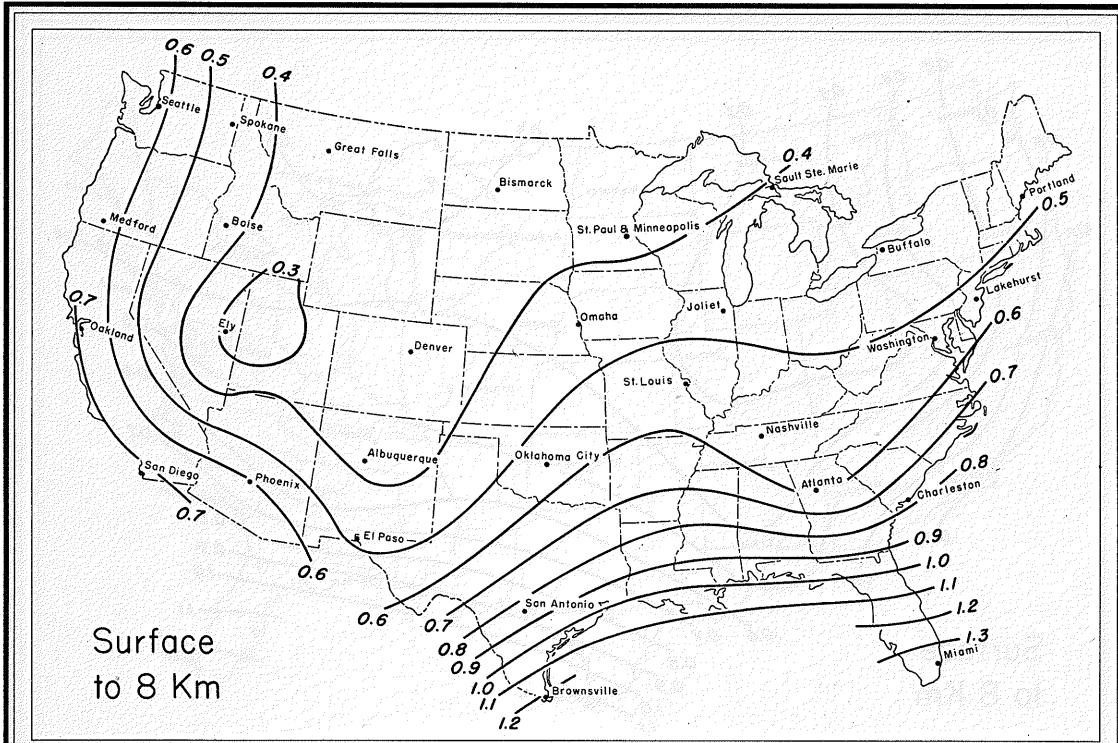 0.6
0.5
0.4
Seattle
Spokane
Great Falls
Bismarck
0.4
Sault Ste. Marie
Portland
Medford
Boise
St. Paul & Minneapolis
0.5
Buffalo
0.3
0.7
Lakehurst
Oakland
Ely
Omaha
Joliet
0.6
Denver
Washington
St. Louis
0.7
Nashville
Albuquerque
Oklahoma City
San Diego
Phoenix
Atlanta
0.8
Charleston
0.7
El Paso
0.9
0.6
1.0
1.1
0.6
San Antonio
0.7
1.2
Surface
to 8 Km
0.8
1.3
0.9
Miami
1.0
1.1
Brownsville
1.2